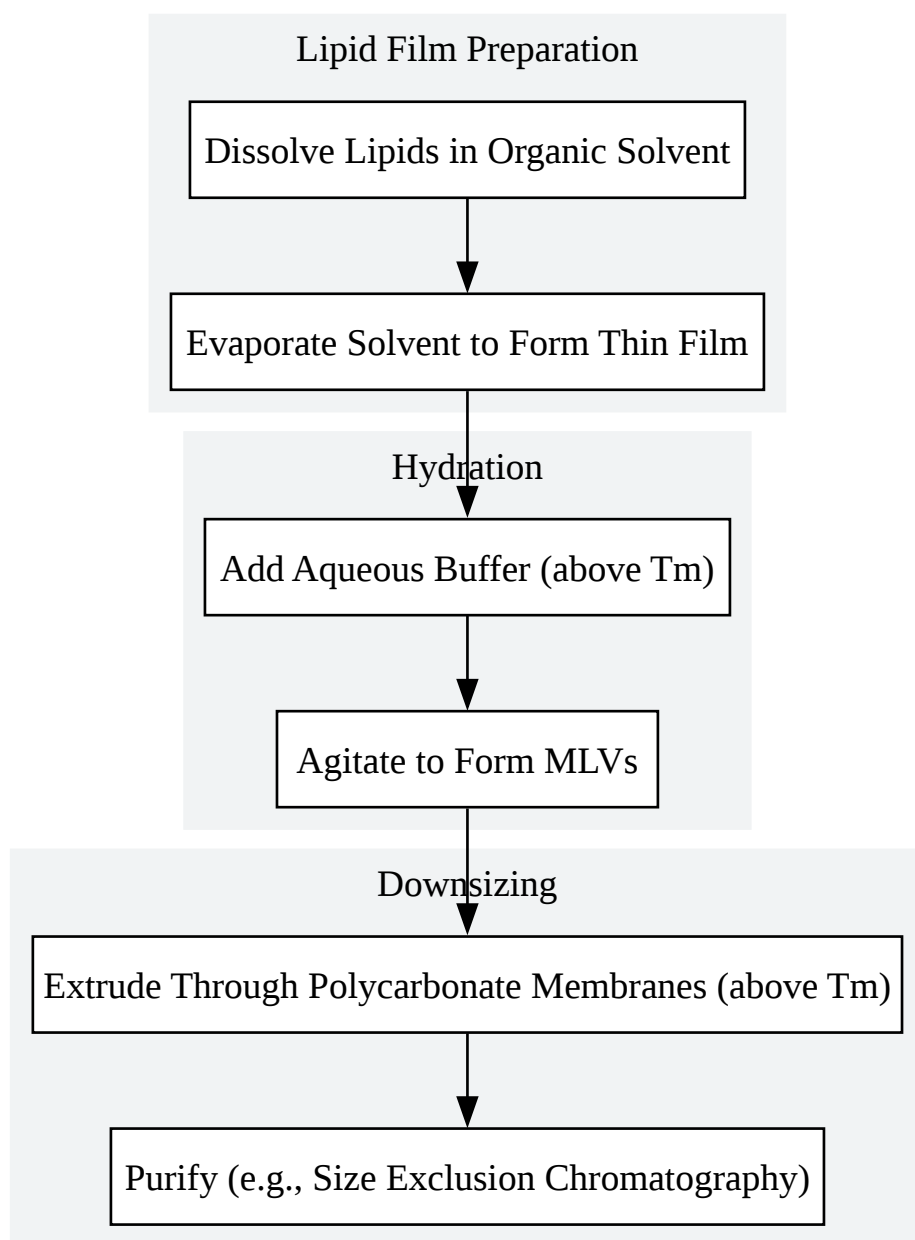 Lipid Film Preparation
Dissolve Lipids in Organic Solvent
Evaporate Solvent to Form Thin Film
Hydration
Add Aqueous Buffer (above Tm)
Agitate to Form MLVs
Downsizing
Extrude Through Polycarbonate Membranes (above Tm)
Purify (e.g., Size Exclusion Chromatography)